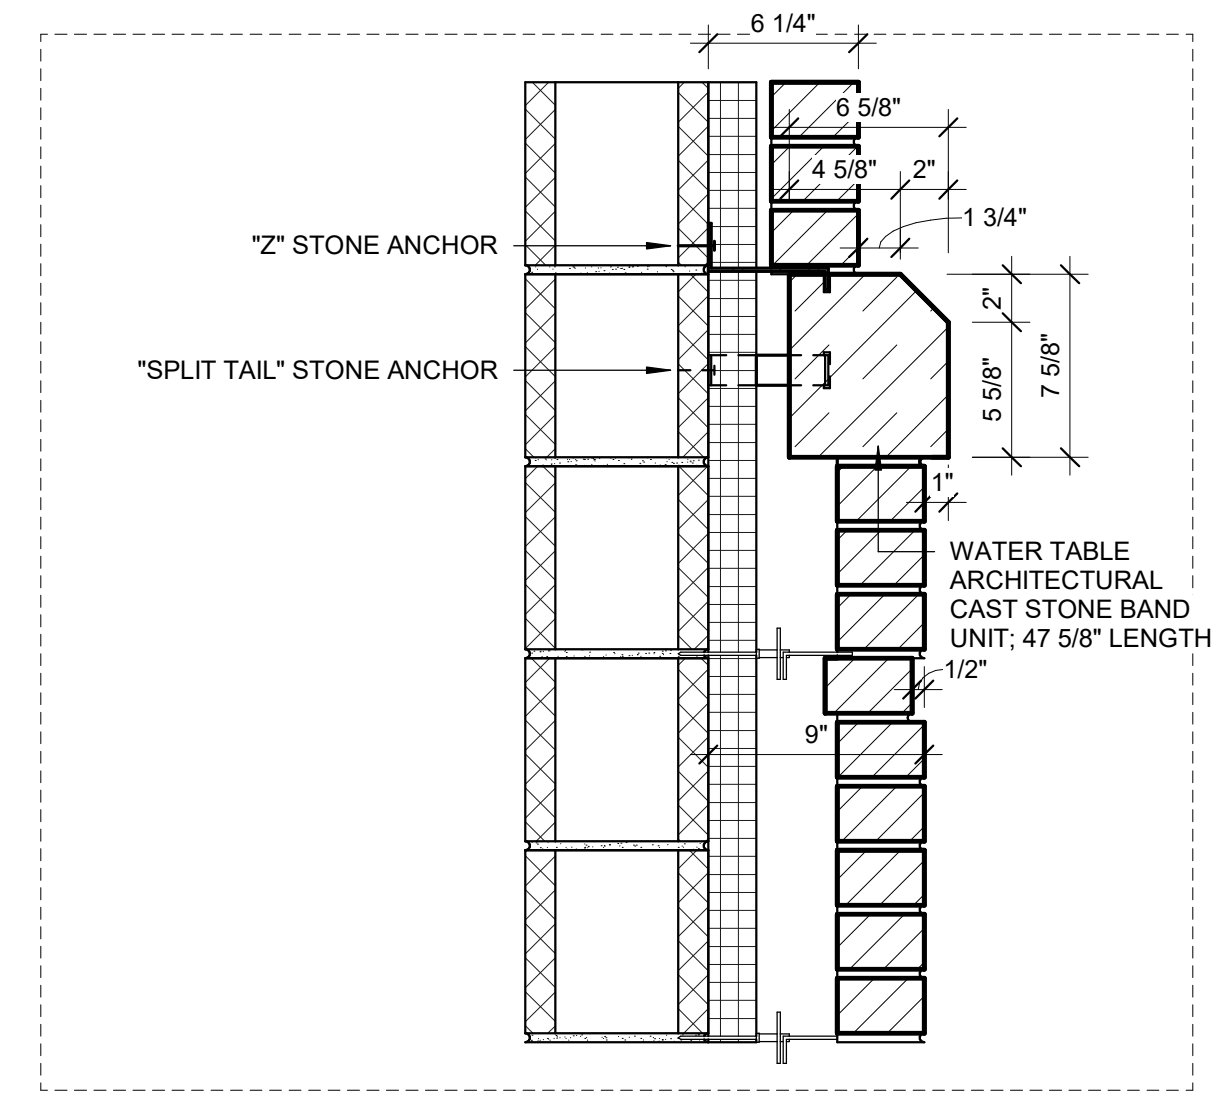 6 1/4"
6 5/8"
4 5/8"
2"
1 3/4"
"Z" STONE ANCHOR
2"
5 5/8"
7 5/8"
"SPLIT TAIL" STONE ANCHOR
1"
WATER TABLE
ARCHITECTURAL
CAST STONE BAND
UNIT; 47 5/8" LENGTH
1/2"
9"